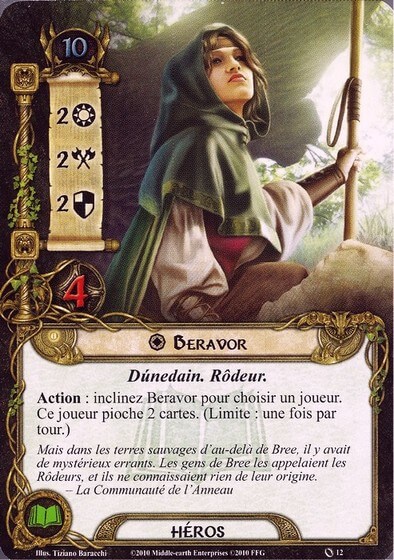 10
2
2
2
4
BERAVOR
Dúnedain. Rôdeur.
Action : inclinez Beravor pour choisir un joueur.
Ce joueur pioche 2 cartes. (Limite : une fois par
tour.)
Mais dans les terres sauvages d'au-delà de Bree, il y avait
de mystérieux errants. Les gens de Bree les appelaient les
Rôdeurs, et ils ne connaissaient rien de leur origine.
– La Communauté de l'Anneau
HÉROS
Illus. Tiziano Baracchi ©2010 Middle-earth Enterprises ©2010 FFG 12